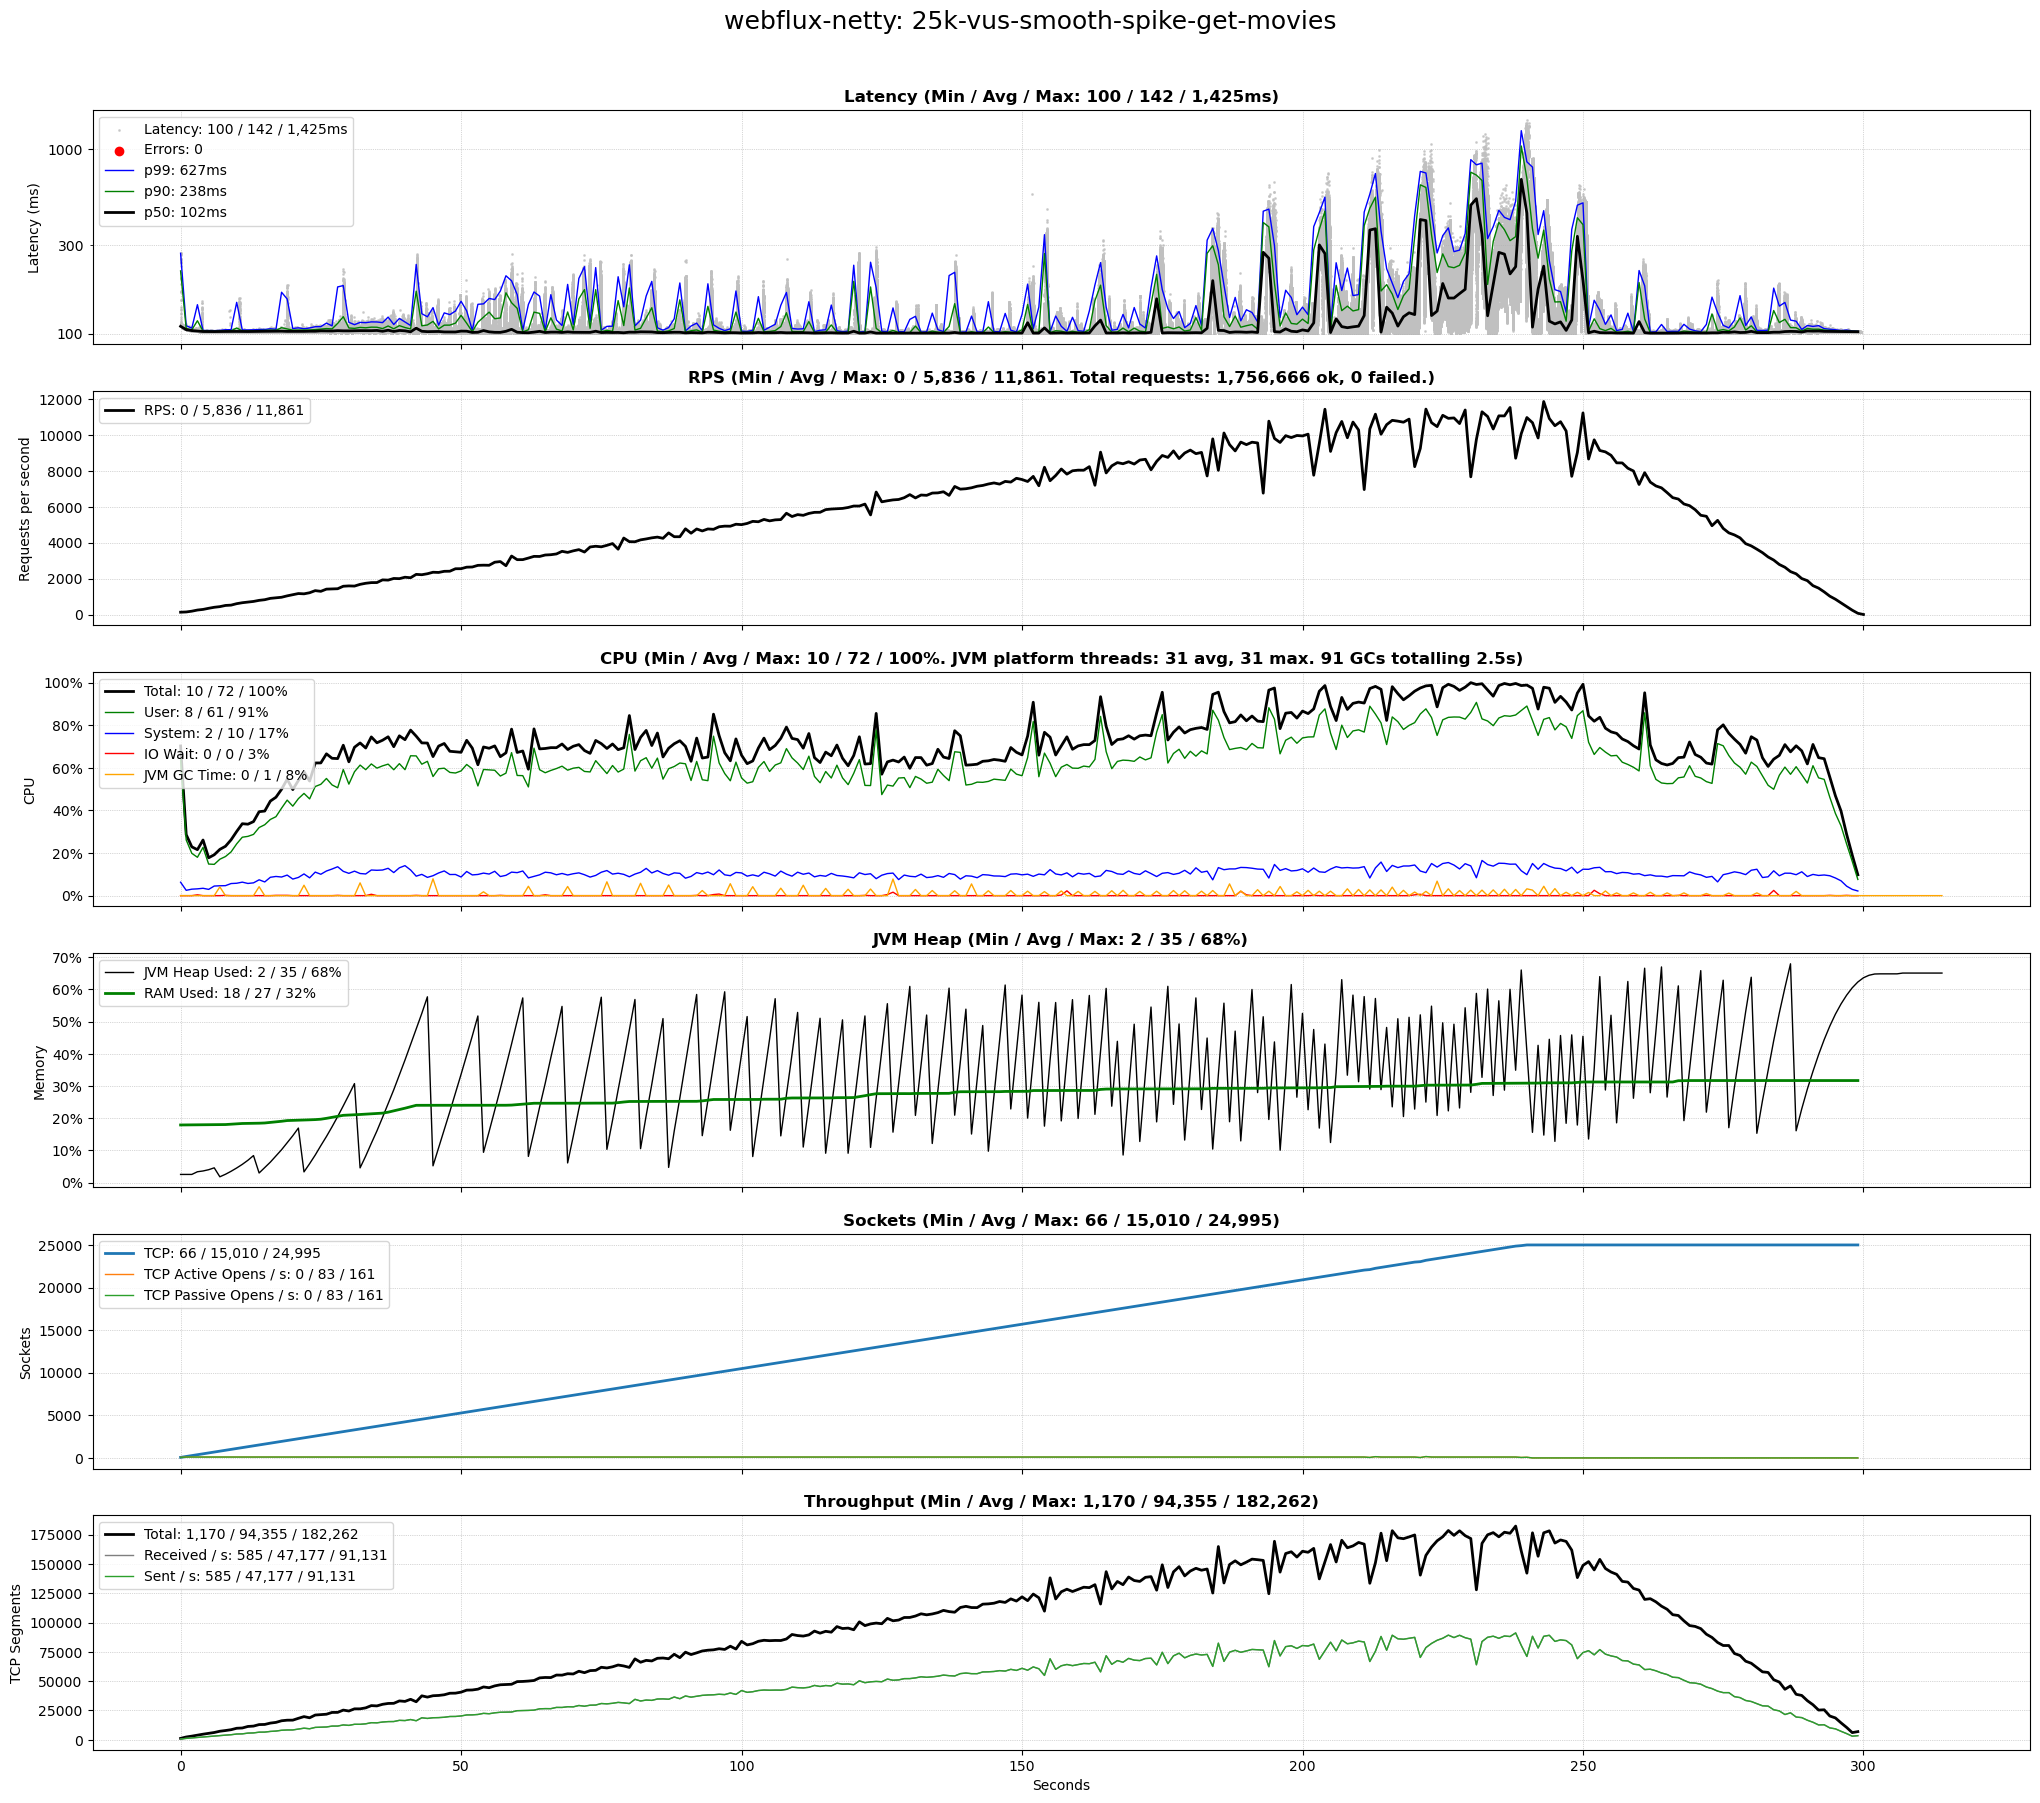 webflux-netty: 25k-vus-smooth-spike-get-movies
Latency (Min / Avg / Max: 100 / 142 / 1,425ms)
Latency: 100 / 142 / 1,425ms
Errors: 0
p99: 627ms
p90: 238ms
p50: 102ms
1000
300
100
Latency (ms)
RPS (Min / Avg / Max: 0 / 5,836 / 11,861. Total requests: 1,756,666 ok, 0 failed.)
RPS: 0 / 5,836 / 11,861
12000
10000
8000
6000
4000
2000
0
Requests per second
CPU (Min / Avg / Max: 10 / 72 / 100%. JVM platform threads: 31 avg, 31 max. 91 GCs totalling 2.5s)
Total: 10 / 72 / 100%
User: 8 / 61 / 91%
System: 2 / 10 / 17%
IO Wait: 0 / 0 / 3%
JVM GC Time: 0 / 1 / 8%
100%
80%
60%
40%
20%
0%
CPU
JVM Heap (Min / Avg / Max: 2 / 35 / 68%)
JVM Heap Used: 2 / 35 / 68%
RAM Used: 18 / 27 / 32%
70%
60%
50%
40%
30%
20%
10%
0%
Memory
Sockets (Min / Avg / Max: 66 / 15,010 / 24,995)
TCP: 66 / 15,010 / 24,995
TCP Active Opens / s: 0 / 83 / 161
TCP Passive Opens / s: 0 / 83 / 161
25000
20000
15000
10000
5000
0
Sockets
Throughput (Min / Avg / Max: 1,170 / 94,355 / 182,262)
Total: 1,170 / 94,355 / 182,262
Received / s: 585 / 47,177 / 91,131
Sent / s: 585 / 47,177 / 91,131
175000
150000
125000
100000
75000
50000
25000
0
TCP Segments
0 50 100 150 200 250 300
Seconds